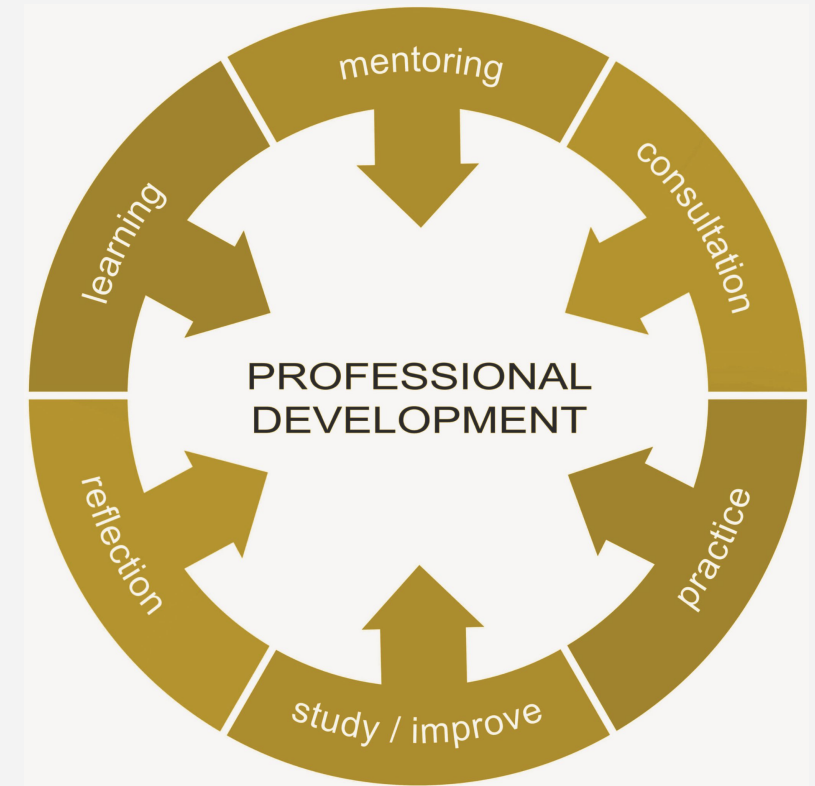 mentoring
consultation
learning
PROFESSIONAL
DEVELOPMENT
reflection
practice
study / improve